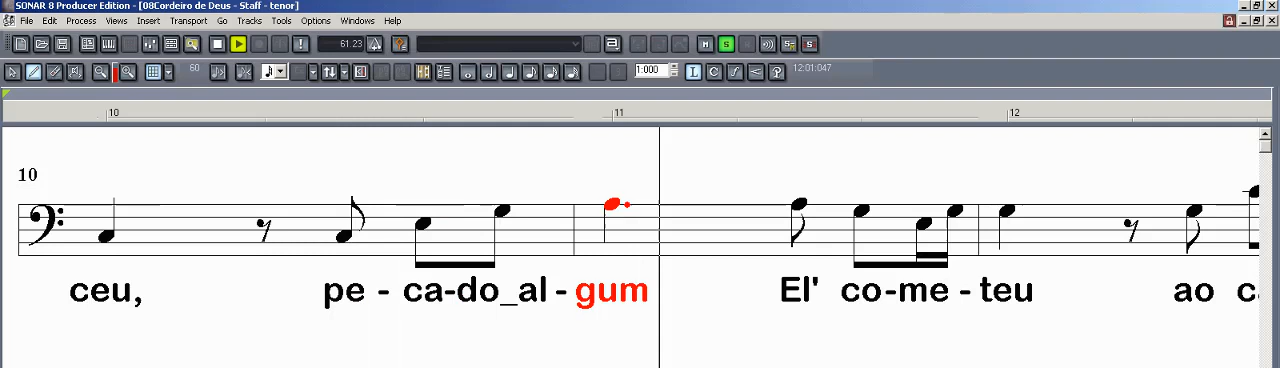 SONAR 8 Producer Edition - [08Cordeiro de Deus - Staff - tenor]
File Edit Process Views Insert Transport Go Tracks Tools Options Windows Help
61.23
60 1:000 12:01:047
10 11 12
10
ceu, pe - ca-do_al - gum El' co-me - teu ao